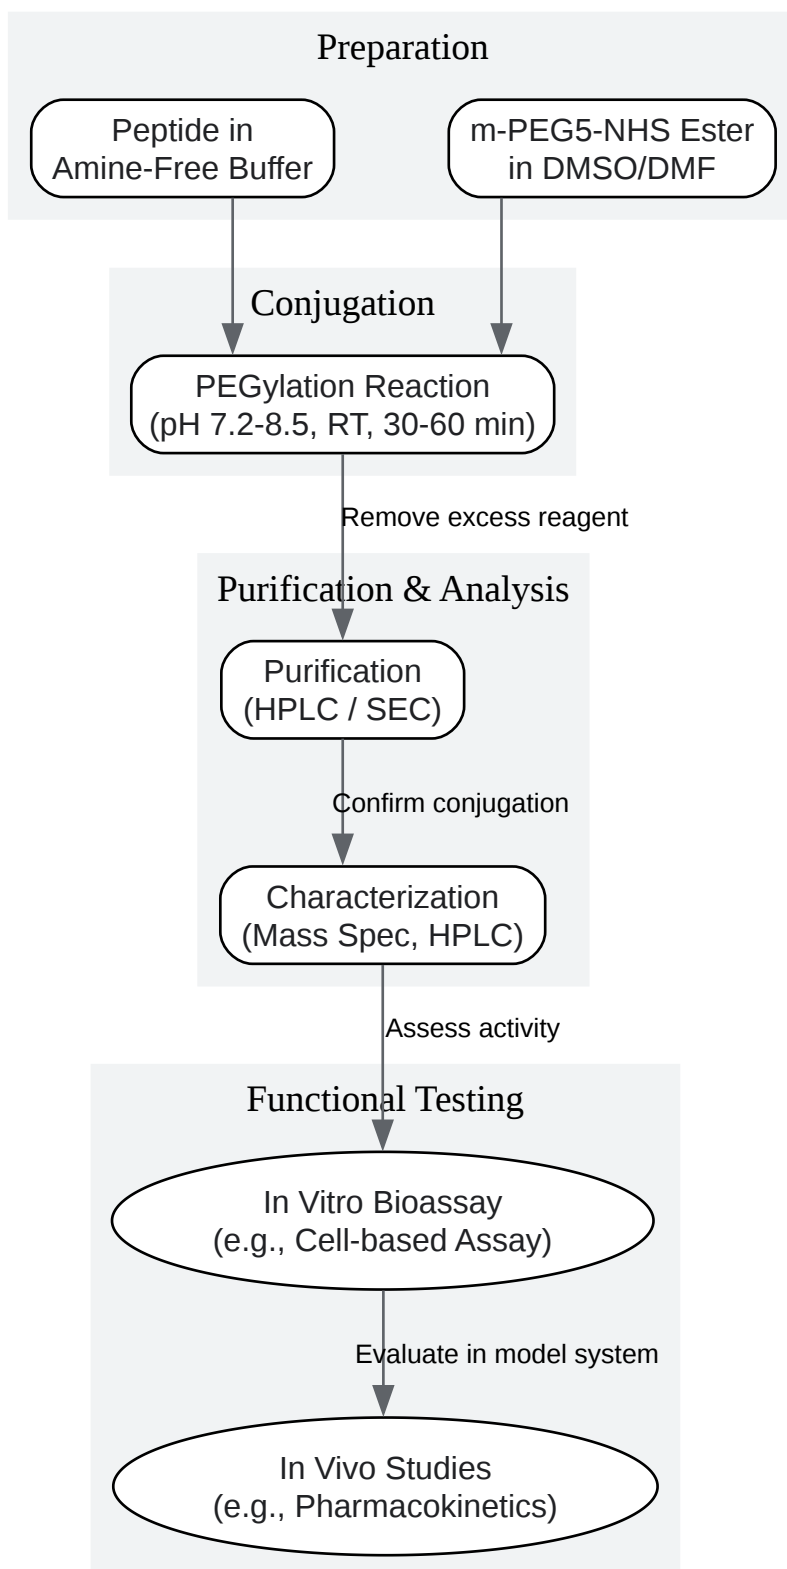 Preparation
Peptide in
Amine-Free Buffer
m-PEG5-NHS Ester
in DMSO/DMF
Conjugation
PEGylation Reaction
(pH 7.2-8.5, RT, 30-60 min)
Remove excess reagent
Purification & Analysis
Purification
(HPLC / SEC)
Confirm conjugation
Characterization
(Mass Spec, HPLC)
Assess activity
Functional Testing
In Vitro Bioassay
(e.g., Cell-based Assay)
Evaluate in model system
In Vivo Studies
(e.g., Pharmacokinetics)